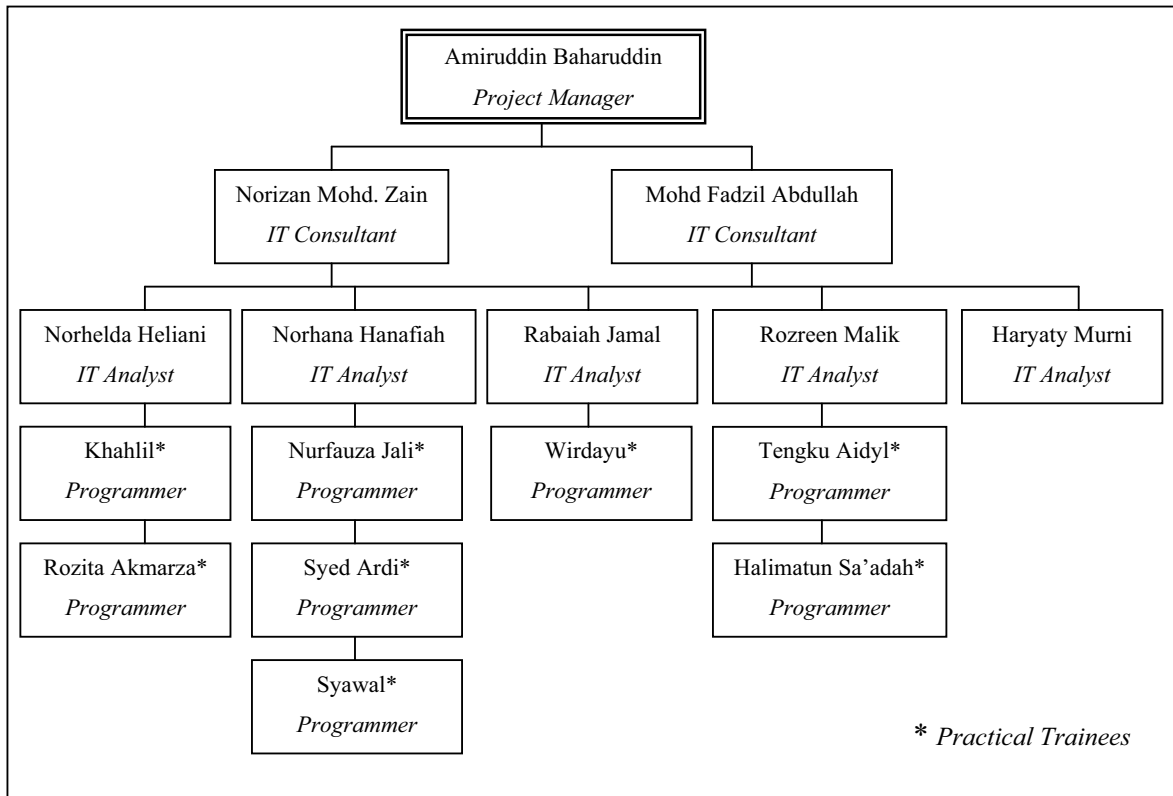 Amiruddin Baharuddin
Project Manager
Norizan Mohd. Zain
IT Consultant
Mohd Fadzil Abdullah
IT Consultant
Norhelda Heliani
IT Analyst
Norhana Hanafiah
IT Analyst
Rabaiah Jamal
IT Analyst
Rozreen Malik
IT Analyst
Haryaty Murni
IT Analyst
Khahlil*
Programmer
Nurfauza Jali*
Programmer
Wirdayu*
Programmer
Tengku Aidyl*
Programmer
Rozita Akmarza*
Programmer
Syed Ardi*
Programmer
Halimatun Sa’adah*
Programmer
Syawal*
Programmer
* Practical Trainees